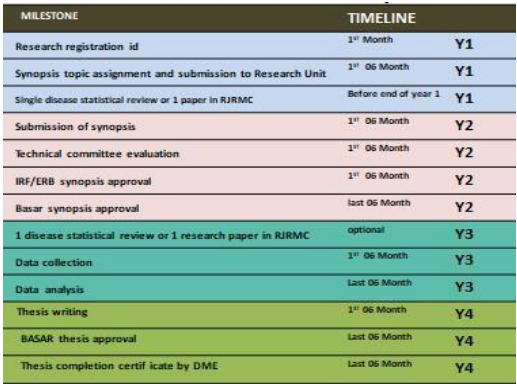 MILESTONE TIMELINE
Research registration id 1st Month Y1
Synopsis topic assignment and submission to Research Unit 1st 06 Month Y1
Single disease statistical review or 1 paper in RJRMC Before end of year 1 Y1
Submission of synopsis 1st 06 Month Y2
Technical committee evaluation 1st 06 Month Y2
IRF/ERB synopsis approval 1st 06 Month Y2
Basar synopsis approval last 06 Month Y2
1 disease statistical review or 1 research paper in RJRMC optional Y3
Data collection 1st 06 Month Y3
Data analysis Last 06 Month Y3
Thesis writing 1st 06 Month Y4
BASAR thesis approval Last 06 Month Y4
Thesis completion certif icate by DME Last 06 Month Y4